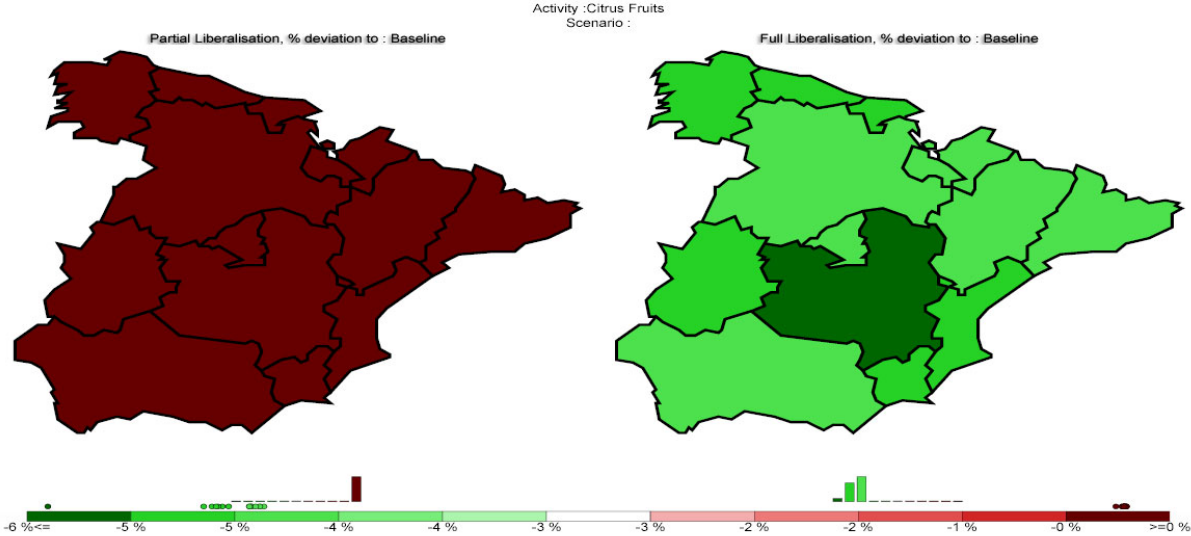 Activity :Citrus Fruits
Scenario :
Partial Liberalisation, % deviation to : Baseline
Full Liberalisation, % deviation to : Baseline
-6 %<= -5 % -5 % -4 % -4 % -3 % -3 % -2 % -2 % -1 % -0 % >=0 %